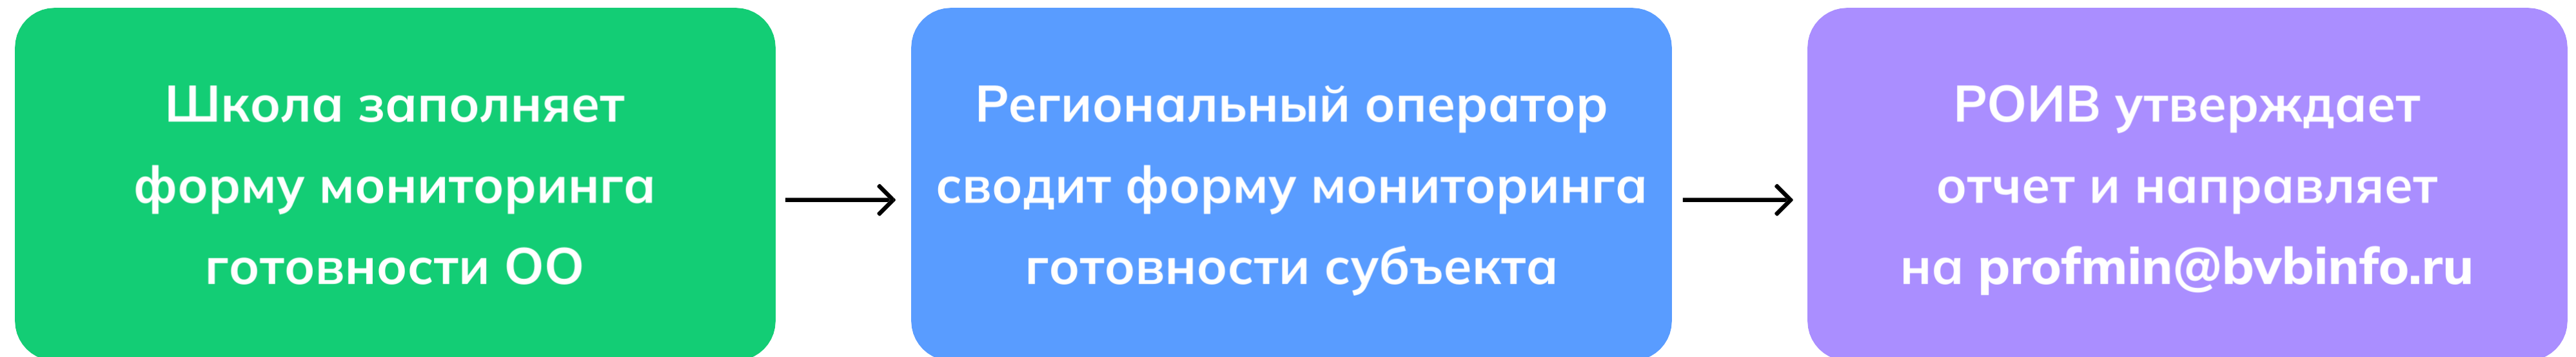 Школа заполняет
форму мониторинга
готовности ОО
Региональный оператор
сводит форму мониторинга
готовности субъекта
РОИВ утверждает
отчет и направляет
на profmin@bvbinfo.ru